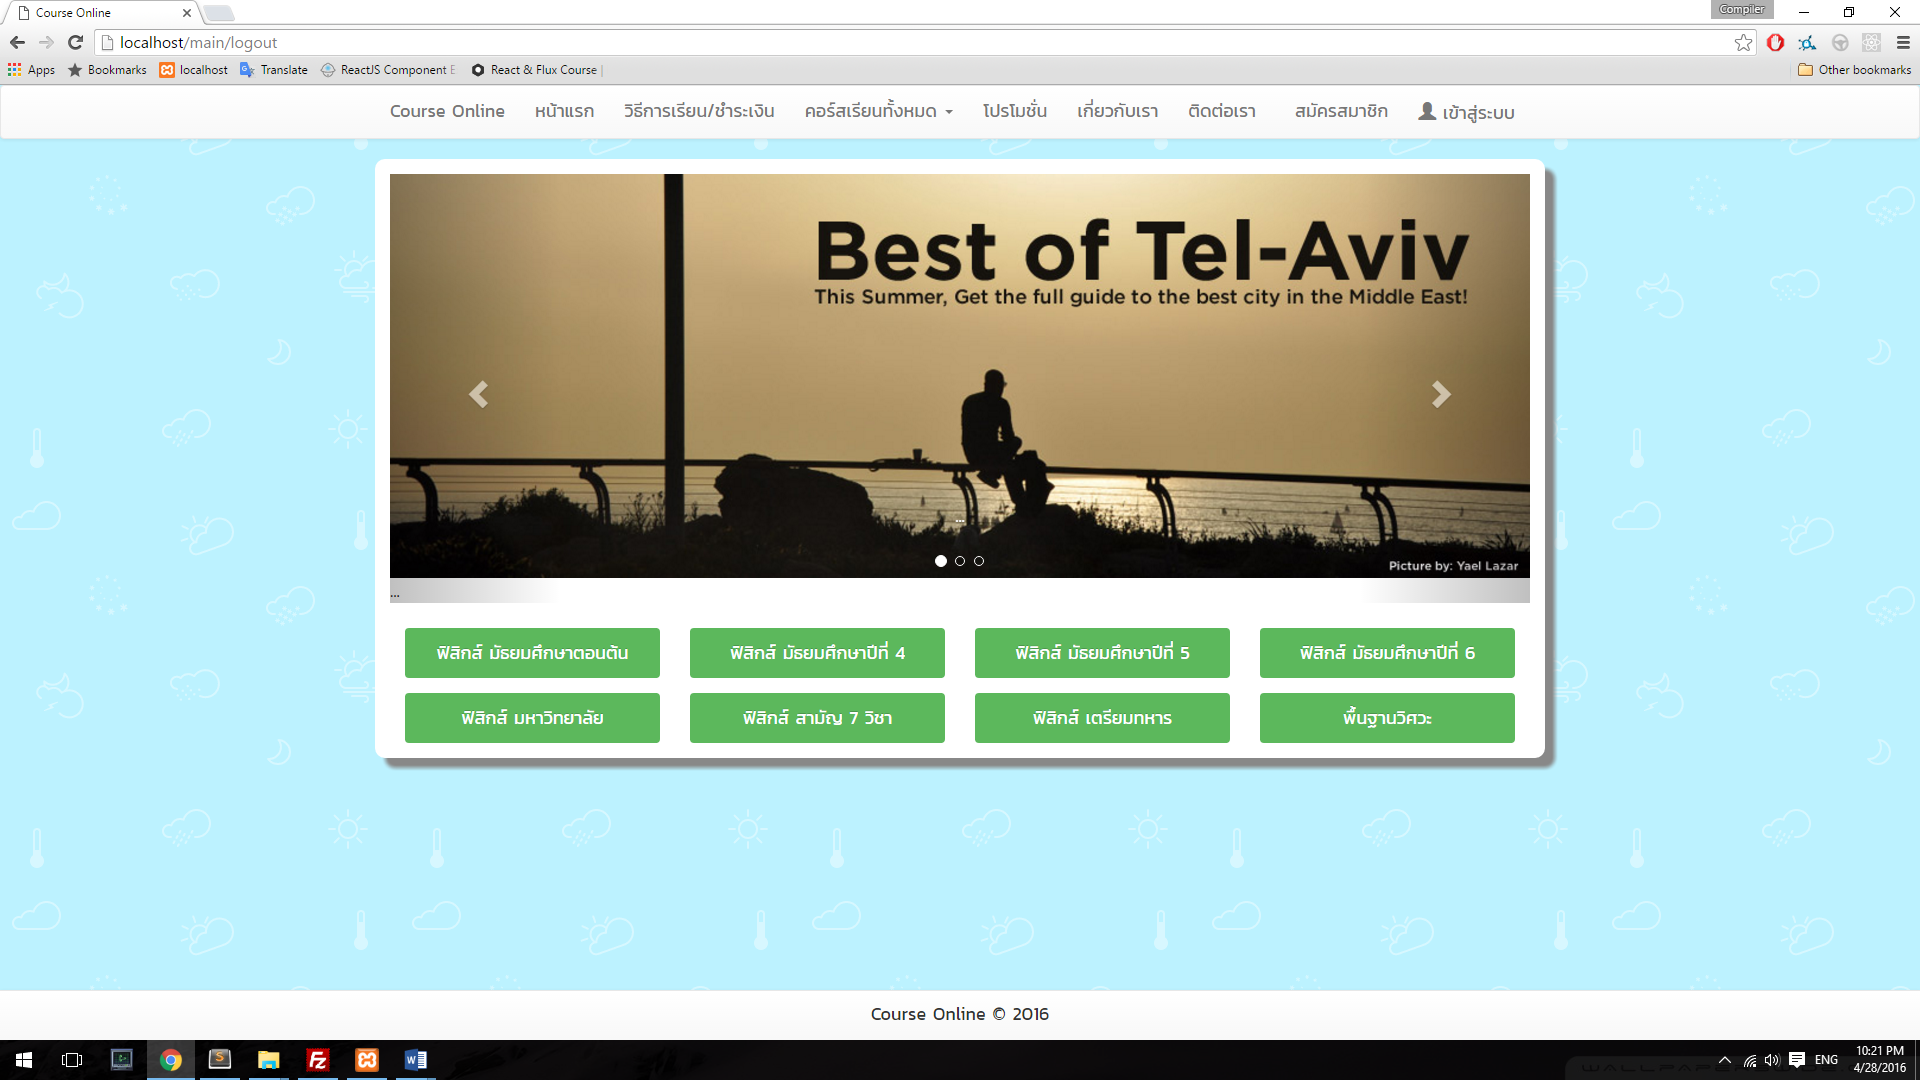 Course Online
Compiler
localhost/main/logout
Apps Bookmarks localhost Translate ReactJS Component E React & Flux Course | Other bookmarks
Course Online หน้าแรก วิธีการเรียน/ชำระเงิน คอร์สเรียนทั้งหมด โปรโมชั่น เกี่ยวกับเรา ติดต่อเรา สมัครสมาชิก เข้าสู่ระบบ
Best of Tel-Aviv
This Summer, Get the full guide to the best city in the Middle East!
...
Picture by: Yael Lazar
...
ฟิสิกส์ มัธยมศึกษาตอนต้น ฟิสิกส์ มัธยมศึกษาปีที่ 4 ฟิสิกส์ มัธยมศึกษาปีที่ 5 ฟิสิกส์ มัธยมศึกษาปีที่ 6
ฟิสิกส์ มหาวิทยาลัย ฟิสิกส์ สามัญ 7 วิชา ฟิสิกส์ เตรียมทหาร พื้นฐานวิศวะ
Course Online © 2016
ENG
10:21 PM
4/28/2016